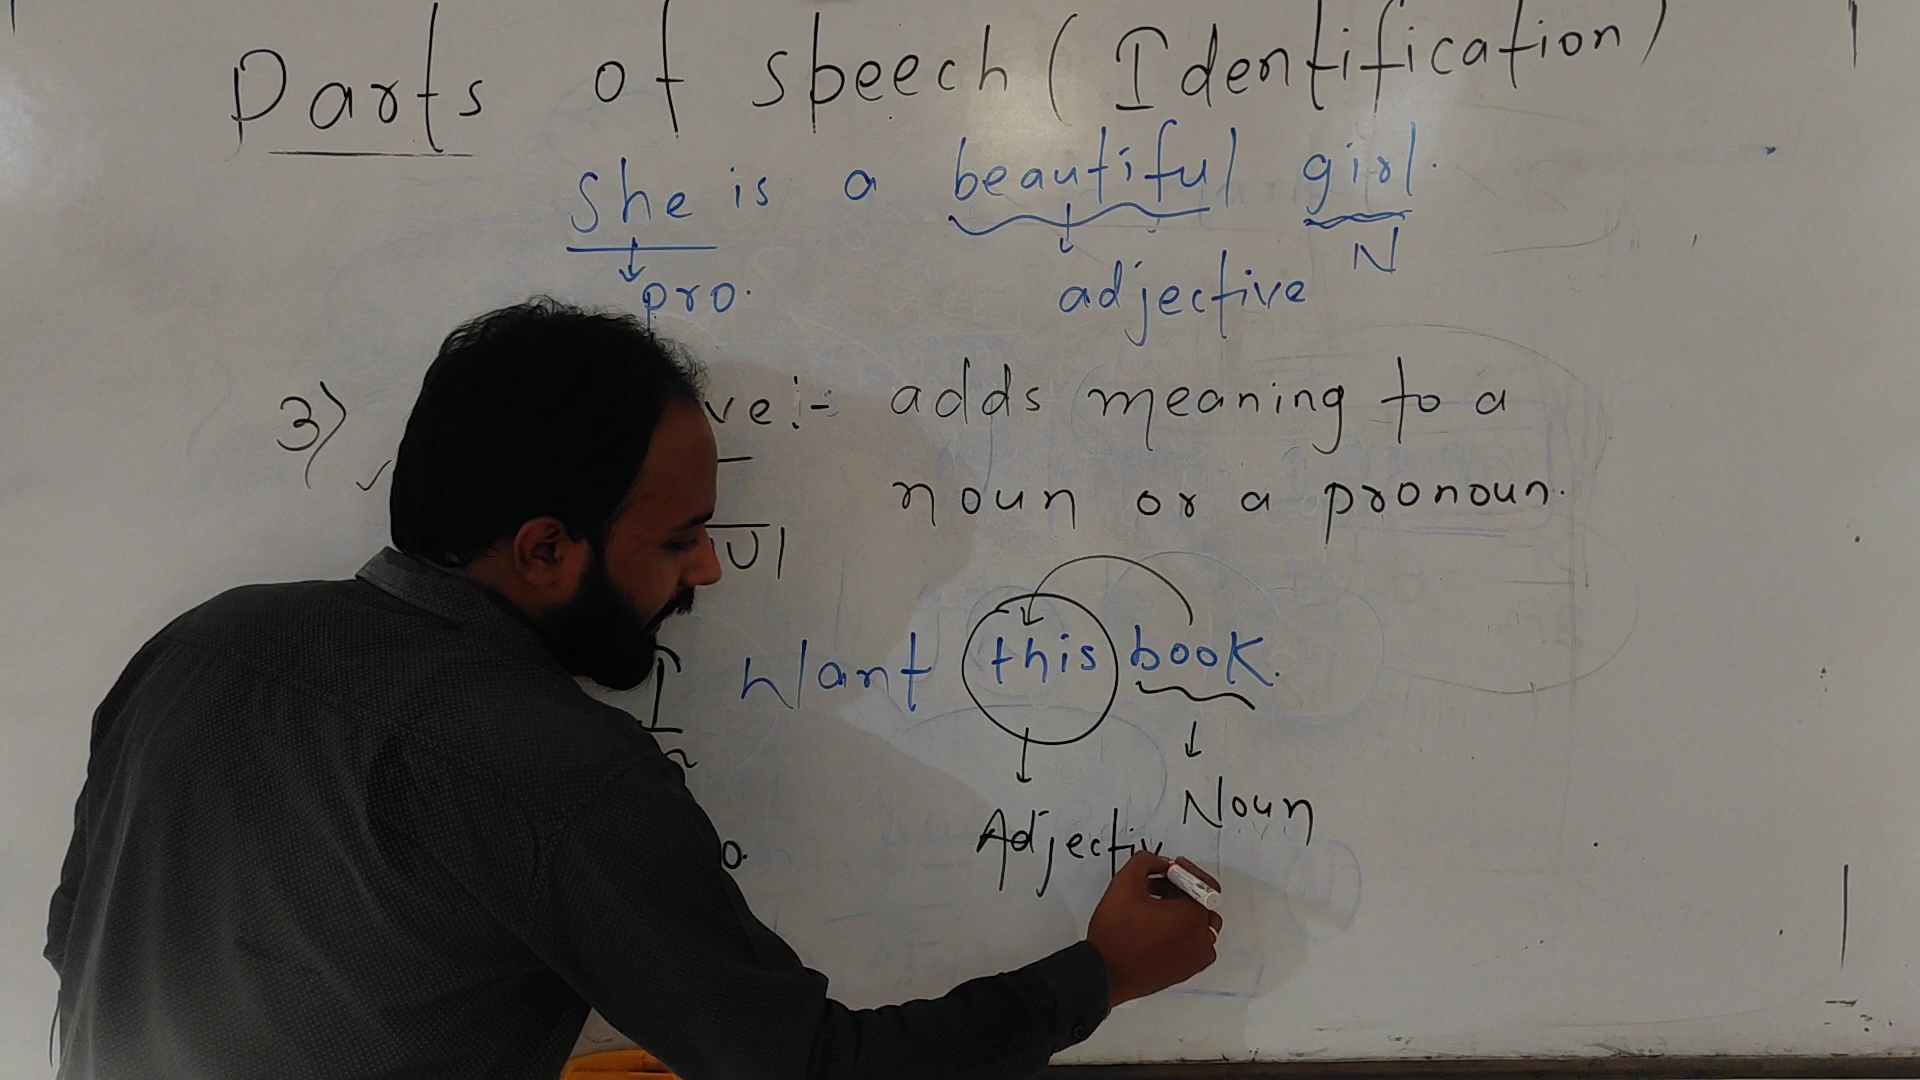 Parts of speech (Identification)
She is a beautiful girl.
N
pro.
adjective
3) ve:- adds meaning to a
noun or a pronoun.
I want this book.
Noun
Adjectiv